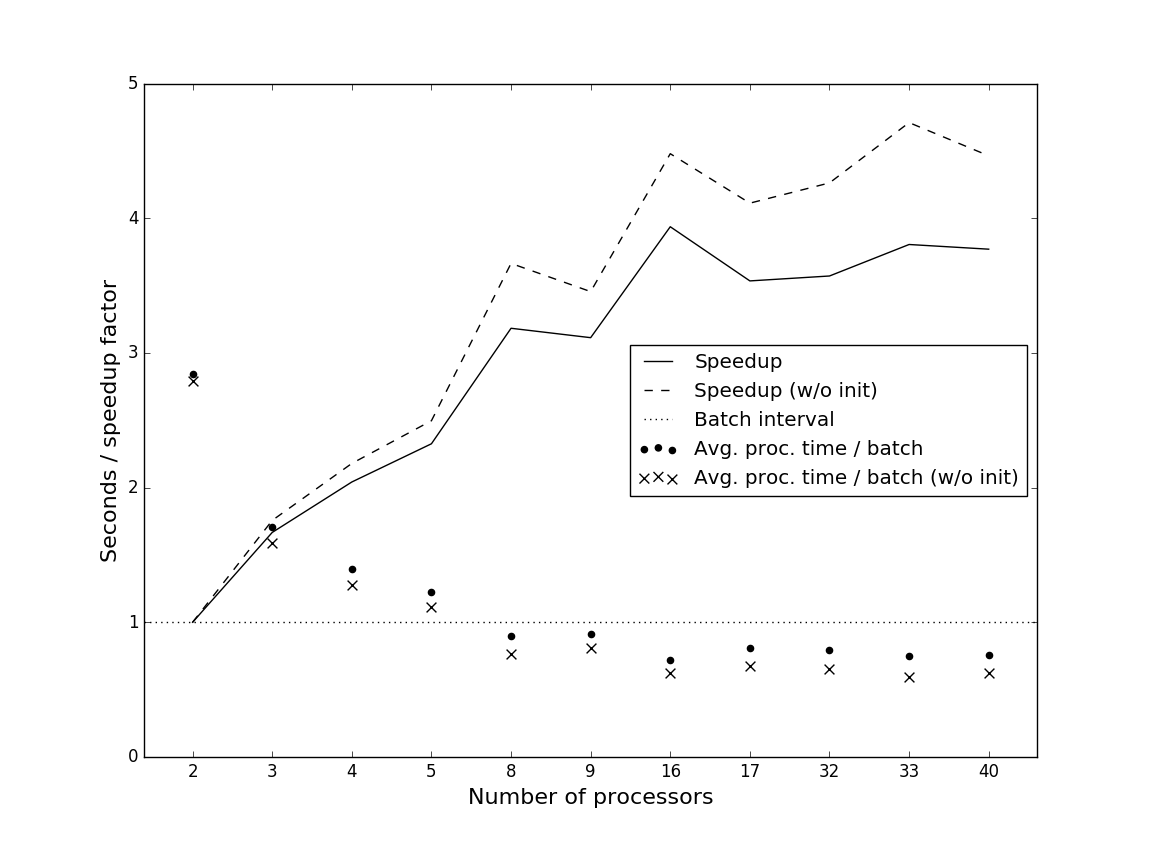 5
4
3
2
1
0
Seconds / speedup factor
Speedup
Speedup (w/o init)
Batch interval
Avg. proc. time / batch
Avg. proc. time / batch (w/o init)
2 3 4 5 8 9 16 17 32 33 40
Number of processors